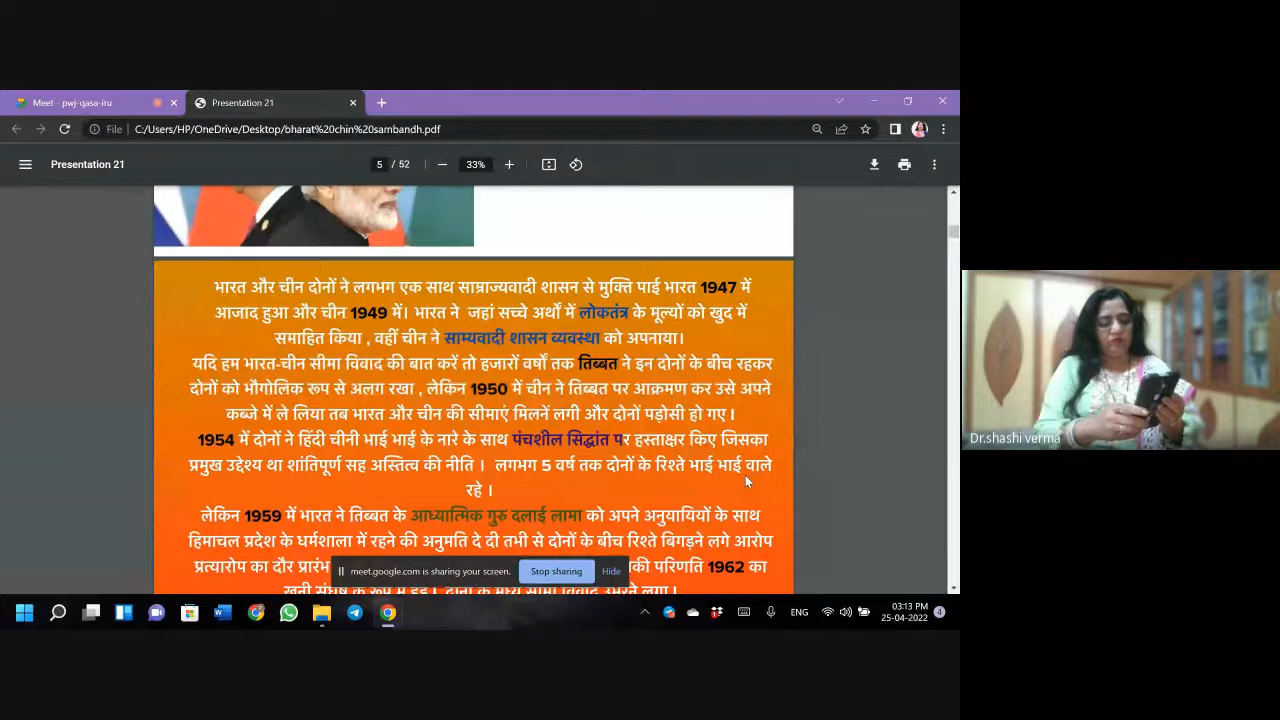 Meet - pwj-qasa-iru
Presentation 21
File
C:/Users/HP/OneDrive/Desktop/bharat%20chin%20sambandh.pdf
Presentation 21
5 / 52
33%
भारत और चीन दोनों ने लगभग एक साथ साम्राज्यवादी शासन से मुक्ति पाई भारत 1947 में
आजाद हुआ और चीन 1949 में। भारत ने जहां सच्चे अर्थों में लोकतंत्र के मूल्यों को खुद में
समाहित किया , वहीं चीन ने साम्यवादी शासन व्यवस्था को अपनाया।
यदि हम भारत-चीन सीमा विवाद की बात करें तो हजारों वर्षों तक तिब्बत ने इन दोनों के बीच रहकर
दोनों को भौगोलिक रूप से अलग रखा , लेकिन 1950 में चीन ने तिब्बत पर आक्रमण कर उसे अपने
कब्जे में ले लिया तब भारत और चीन की सीमाएं मिलने लगी और दोनों पड़ोसी हो गए ।
1954 में दोनों ने हिंदी चीनी भाई भाई के नारे के साथ पंचशील सिद्धांत पर हस्ताक्षर किए जिसका
प्रमुख उद्देश्य था शांतिपूर्ण सह अस्तित्व की नीति । लगभग 5 वर्ष तक दोनों के रिश्ते भाई भाई वाले
रहे ।
लेकिन 1959 में भारत ने तिब्बत के आध्यात्मिक गुरु दलाई लामा को अपने अनुयायियों के साथ
हिमाचल प्रदेश के धर्मशाला में रहने की अनुमति दे दी तभी से दोनों के बीच रिश्ते बिगड़ने लगे आरोप
प्रत्यारोप का दौर प्रारंभ परिणति 1962 का
meet.google.com is sharing your screen.
Stop sharing
Hide
Dr.shashi verma
ENG
03:13 PM
25-04-2022
4